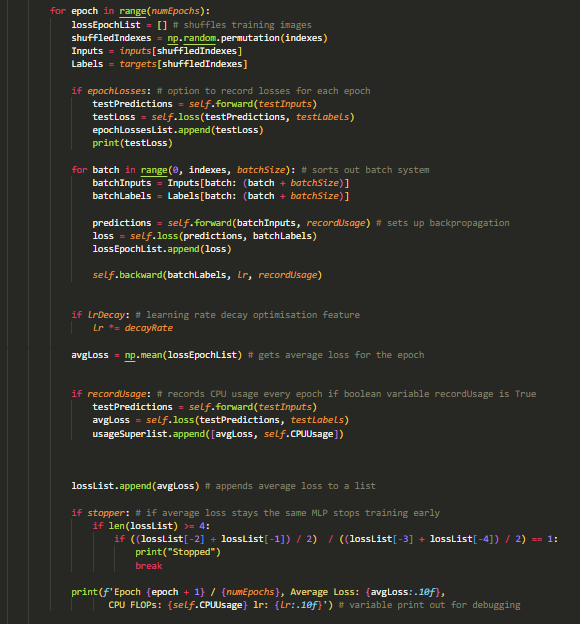 for epoch in range(numEpochs):
lossEpochList = [] # shuffles training images
shuffledIndexes = np.random.permutation(indexes)
Inputs = inputs[shuffledIndexes]
Labels = targets[shuffledIndexes]
if epochLosses: # option to record losses for each epoch
testPredictions = self.forward(testInputs)
testLoss = self.loss(testPredictions, testLabels)
epochLossesList.append(testLoss)
print(testLoss)
for batch in range(0, indexes, batchSize): # sorts out batch system
batchInputs = Inputs[batch: (batch + batchSize)]
batchLabels = Labels[batch: (batch + batchSize)]
predictions = self.forward(batchInputs, recordUsage) # sets up backpropagation
loss = self.loss(predictions, batchLabels)
lossEpochList.append(loss)
self.backward(batchLabels, lr, recordUsage)
if lrDecay: # learning rate decay optimisation feature
lr *= decayRate
avgLoss = np.mean(lossEpochList) # gets average loss for the epoch
if recordUsage: # records CPU usage every epoch if boolean variable recordUsage is True
testPredictions = self.forward(testInputs)
avgLoss = self.loss(testPredictions, testLabels)
usageSuperlist.append([avgLoss, self.CPUUsage])
lossList.append(avgLoss) # appends average loss to a list
if stopper: # if average loss stays the same MLP stops training early
if len(lossList) >= 4:
if ((lossList[-2] + lossList[-1]) / 2)  / ((lossList[-3] + lossList[-4]) / 2) == 1:
print("Stopped")
break
print(f'Epoch {epoch + 1} / {numEpochs}, Average Loss: {avgLoss:.10f},
CPU FLOPs: {self.CPUUsage} lr: {lr:.10f}') # variable print out for debugging